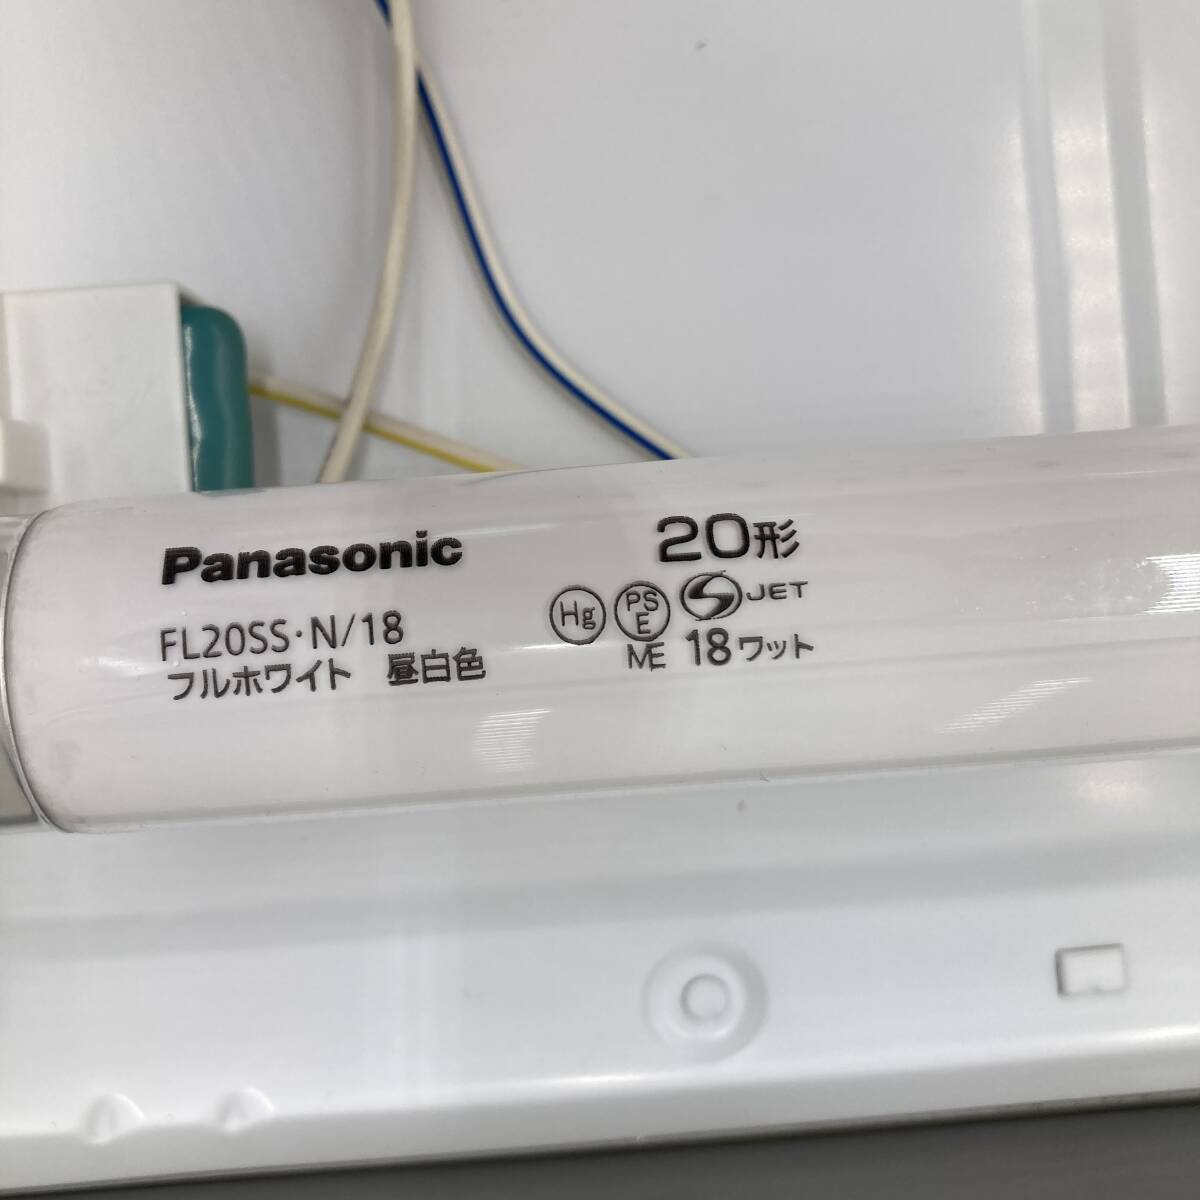 Panasonic
FL20SS·N/18
フルホワイト 昼白色
20形
Hg PS E S JET
ME 18ワット